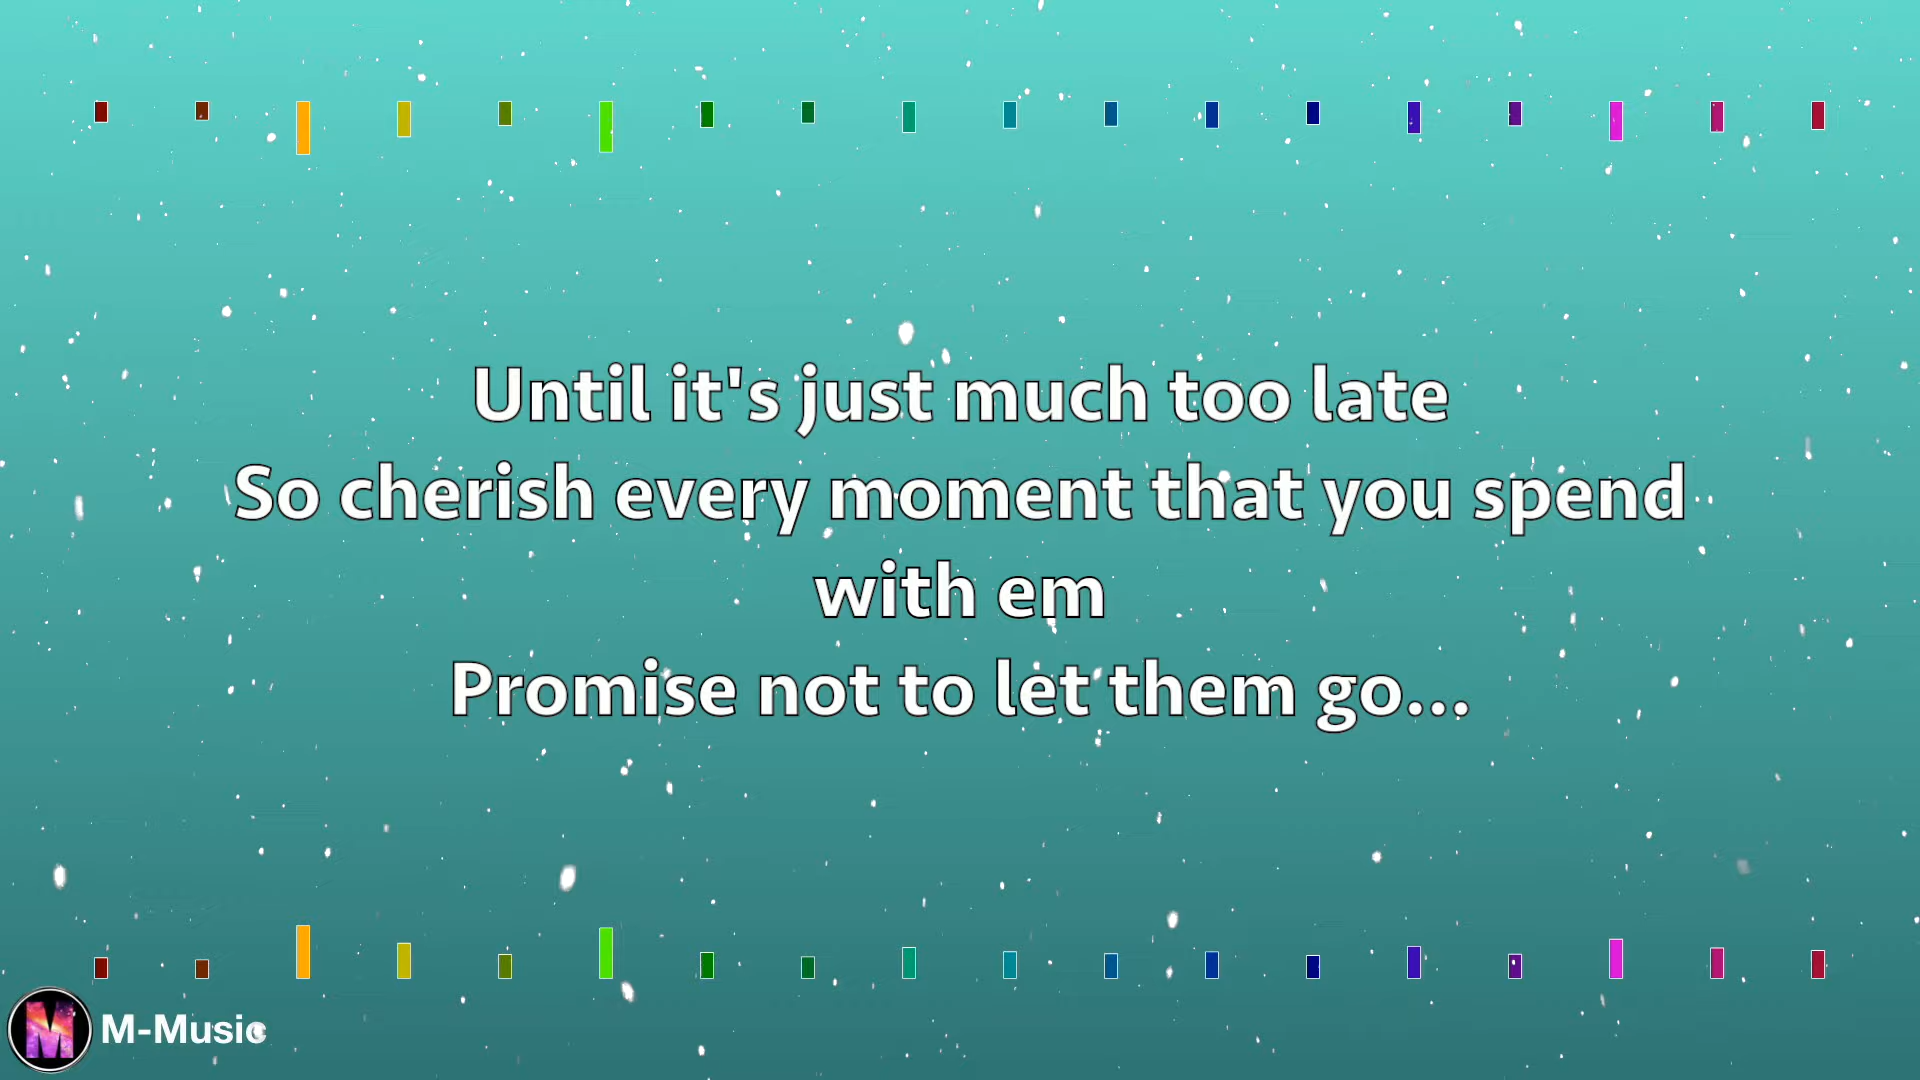 Until it's just much too late
So cherish every moment that you spend
with em
Promise not to let them go...
M M-Music